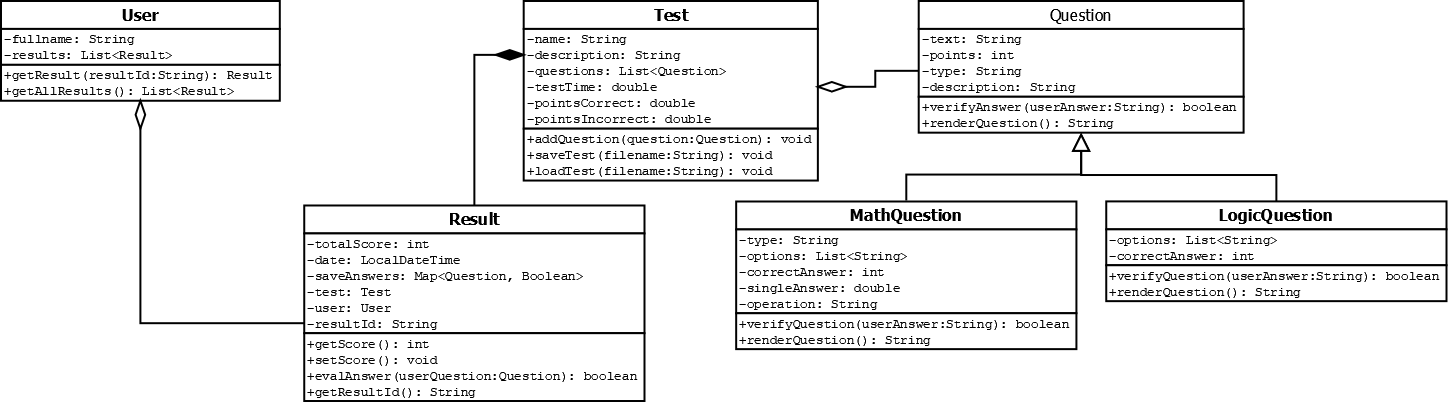 User
-fullname: String
-results: List<Result>
+getResult(resultId:String): Result
+getAllResults(): List<Result>
Test
-name: String
-description: String
-questions: List<Question>
-testTime: double
-pointsCorrect: double
-pointsIncorrect: double
+addQuestion(question:Question): void
+saveTest(filename:String): void
+loadTest(filename:String): void
Question
-text: String
-points: int
-type: String
-description: String
+verifyAnswer(userAnswer:String): boolean
+renderQuestion(): String
Result
-totalScore: int
-date: LocalDateTime
-saveAnswers: Map<Question, Boolean>
-test: Test
-user: User
-resultId: String
+getScore(): int
+setScore(): void
+evalAnswer(userQuestion:Question): boolean
+getResultId(): String
MathQuestion
-type: String
-options: List<String>
-correctAnswer: int
-singleAnswer: double
-operation: String
+verifyQuestion(userAnswer:String): boolean
+renderQuestion(): String
LogicQuestion
-options: List<String>
-correctAnswer: int
+verifyQuestion(userAnswer:String): boolean
+renderQuestion(): String